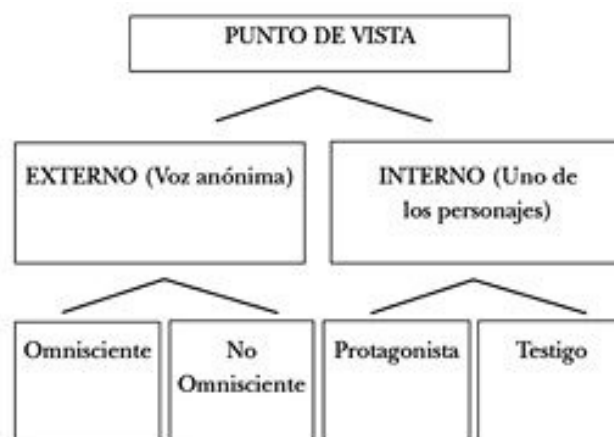 PUNTO DE VISTA
EXTERNO (Voz anónima)
INTERNO (Uno de
los personajes)
Omnisciente
No
Omnisciente
Protagonista
Testigo